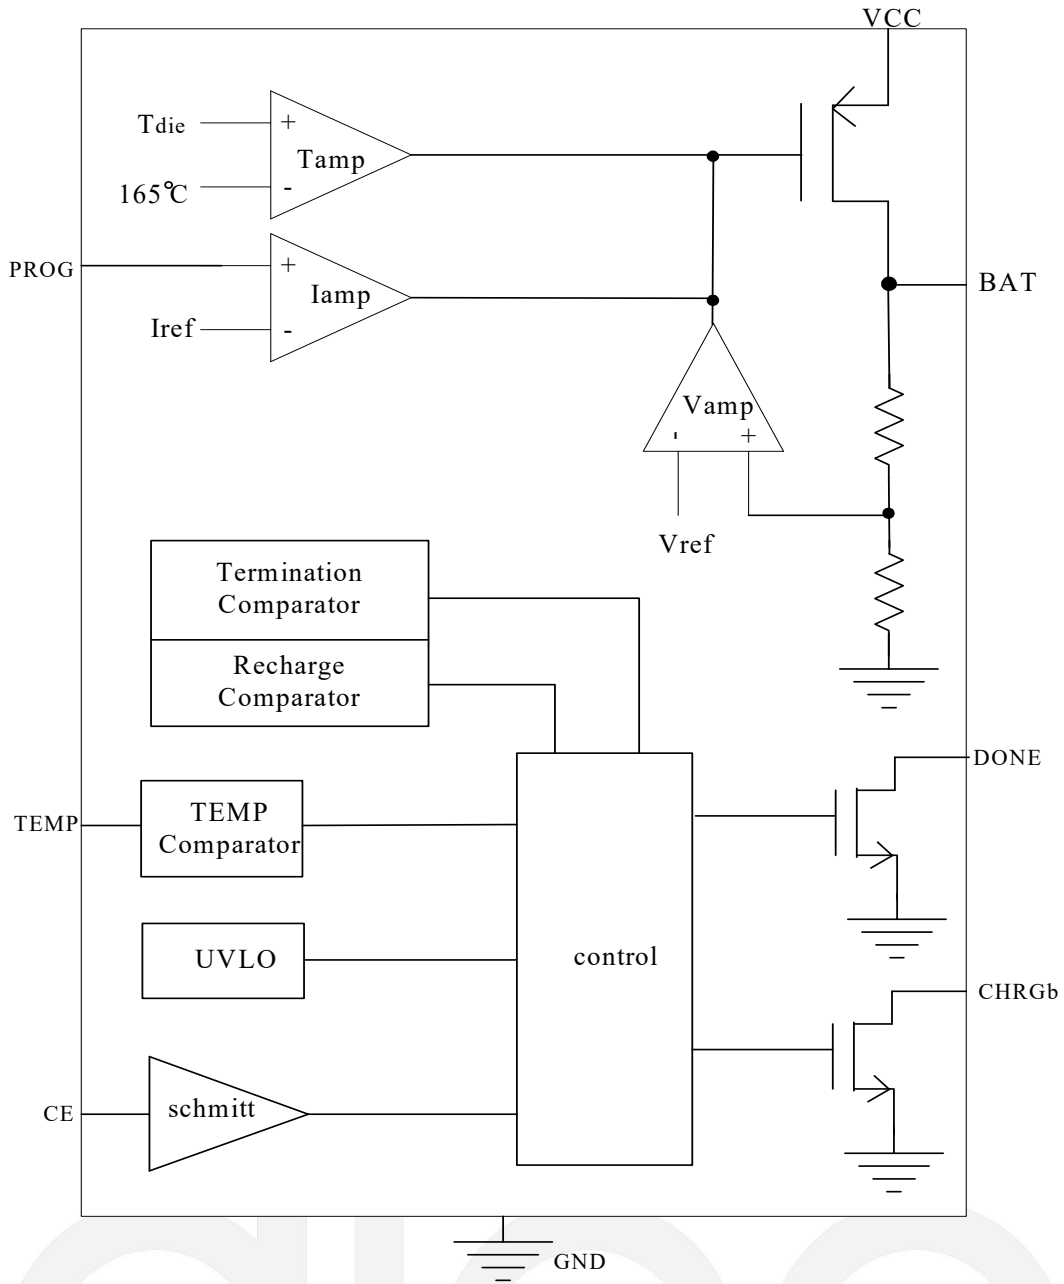 VCC
Tdie
+
Tamp
165℃
-
PROG
+
Iamp
BAT
Iref
-
Vamp
- +
Vref
Termination
Comparator
Recharge
Comparator
DONE
TEMP
TEMP
Comparator
UVLO
control
CHRGb
CE
schmitt
GND